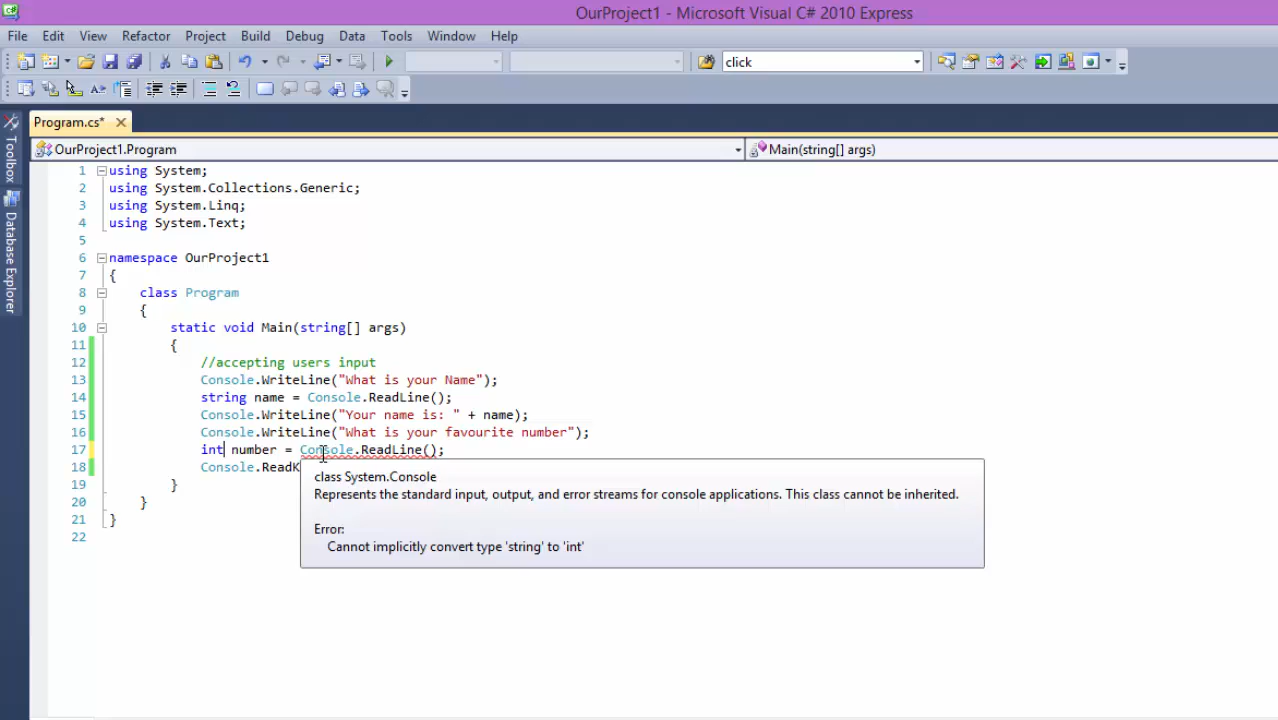 OurProject1 - Microsoft Visual C# 2010 Express
File Edit View Refactor Project Build Debug Data Tools Window Help
click
Program.cs*
OurProject1.Program
Main(string[] args)
Toolbox
Database Explorer
1 using System;
2 using System.Collections.Generic;
3 using System.Linq;
4 using System.Text;
5
6 namespace OurProject1
7 {
8 class Program
9 {
10 static void Main(string[] args)
11 {
12 //accepting users input
13 Console.WriteLine("What is your Name");
14 string name = Console.ReadLine();
15 Console.WriteLine("Your name is: " + name);
16 Console.WriteLine("What is your favourite number");
17 int number = Console.ReadLine();
18 Console.ReadK
19 }
20 }
21 }
22
class System.Console
Represents the standard input, output, and error streams for console applications. This class cannot be inherited.
Error:
Cannot implicitly convert type 'string' to 'int'